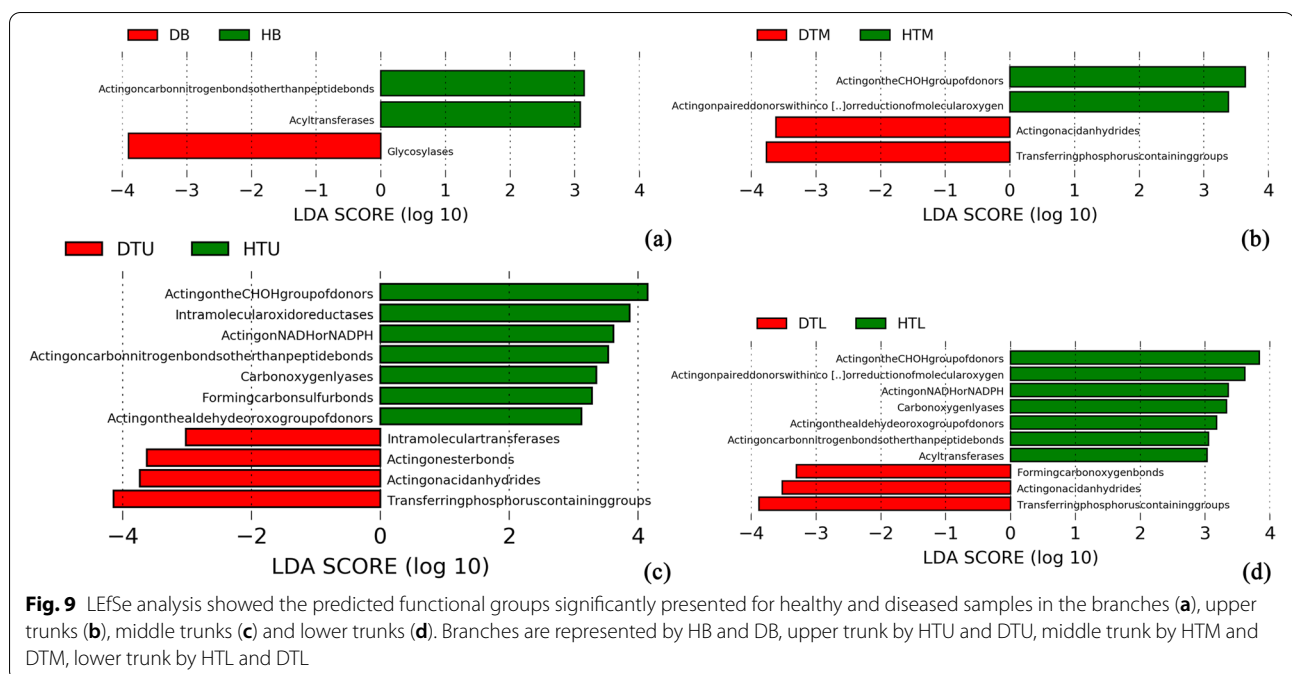 DB HB
Actingoncarbonnitrogenbondsotherthanpeptidebonds
Acyltransferases
Glycosylases
−4 −3 −2 −1 0 1 2 3 4
LDA SCORE (log 10)
(a)
DTM HTM
ActingontheCHOHgroupofdonors
Actingonpaireddonorswithinco [..]orreductionofmolecularoxygen
Actingonacidanhydrides
Transferringphosphoruscontaininggroups
−4 −3 −2 −1 0 1 2 3 4
LDA SCORE (log 10)
(b)
DTU HTU
ActingontheCHOHgroupofdonors
Intramolecularoxidoreductases
ActingonNADHorNADPH
Actingoncarbonnitrogenbondsotherthanpeptidebonds
Carbonoxygenlyases
Formingcarbonsulfurbonds
Actingonthealdehydeoroxogroupofdonors
Intramoleculartransferases
Actingonesterbonds
Actingonacidanhydrides
Transferringphosphoruscontaininggroups
−4 −2 0 2 4
LDA SCORE (log 10)
(c)
DTL HTL
ActingontheCHOHgroupofdonors
Actingonpaireddonorswithinco [..]orreductionofmolecularoxygen
ActingonNADHorNADPH
Carbonoxygenlyases
Actingonthealdehydeoroxogroupofdonors
Actingoncarbonnitrogenbondsotherthanpeptidebonds
Acyltransferases
Formingcarbonoxygenbonds
Actingonacidanhydrides
Transferringphosphoruscontaininggroups
−4 −3 −2 −1 0 1 2 3 4
LDA SCORE (log 10)
(d)
Fig. 9 LEfSe analysis showed the predicted functional groups significantly presented for healthy and diseased samples in the branches (a), upper
trunks (b), middle trunks (c) and lower trunks (d). Branches are represented by HB and DB, upper trunk by HTU and DTU, middle trunk by HTM and
DTM, lower trunk by HTL and DTL